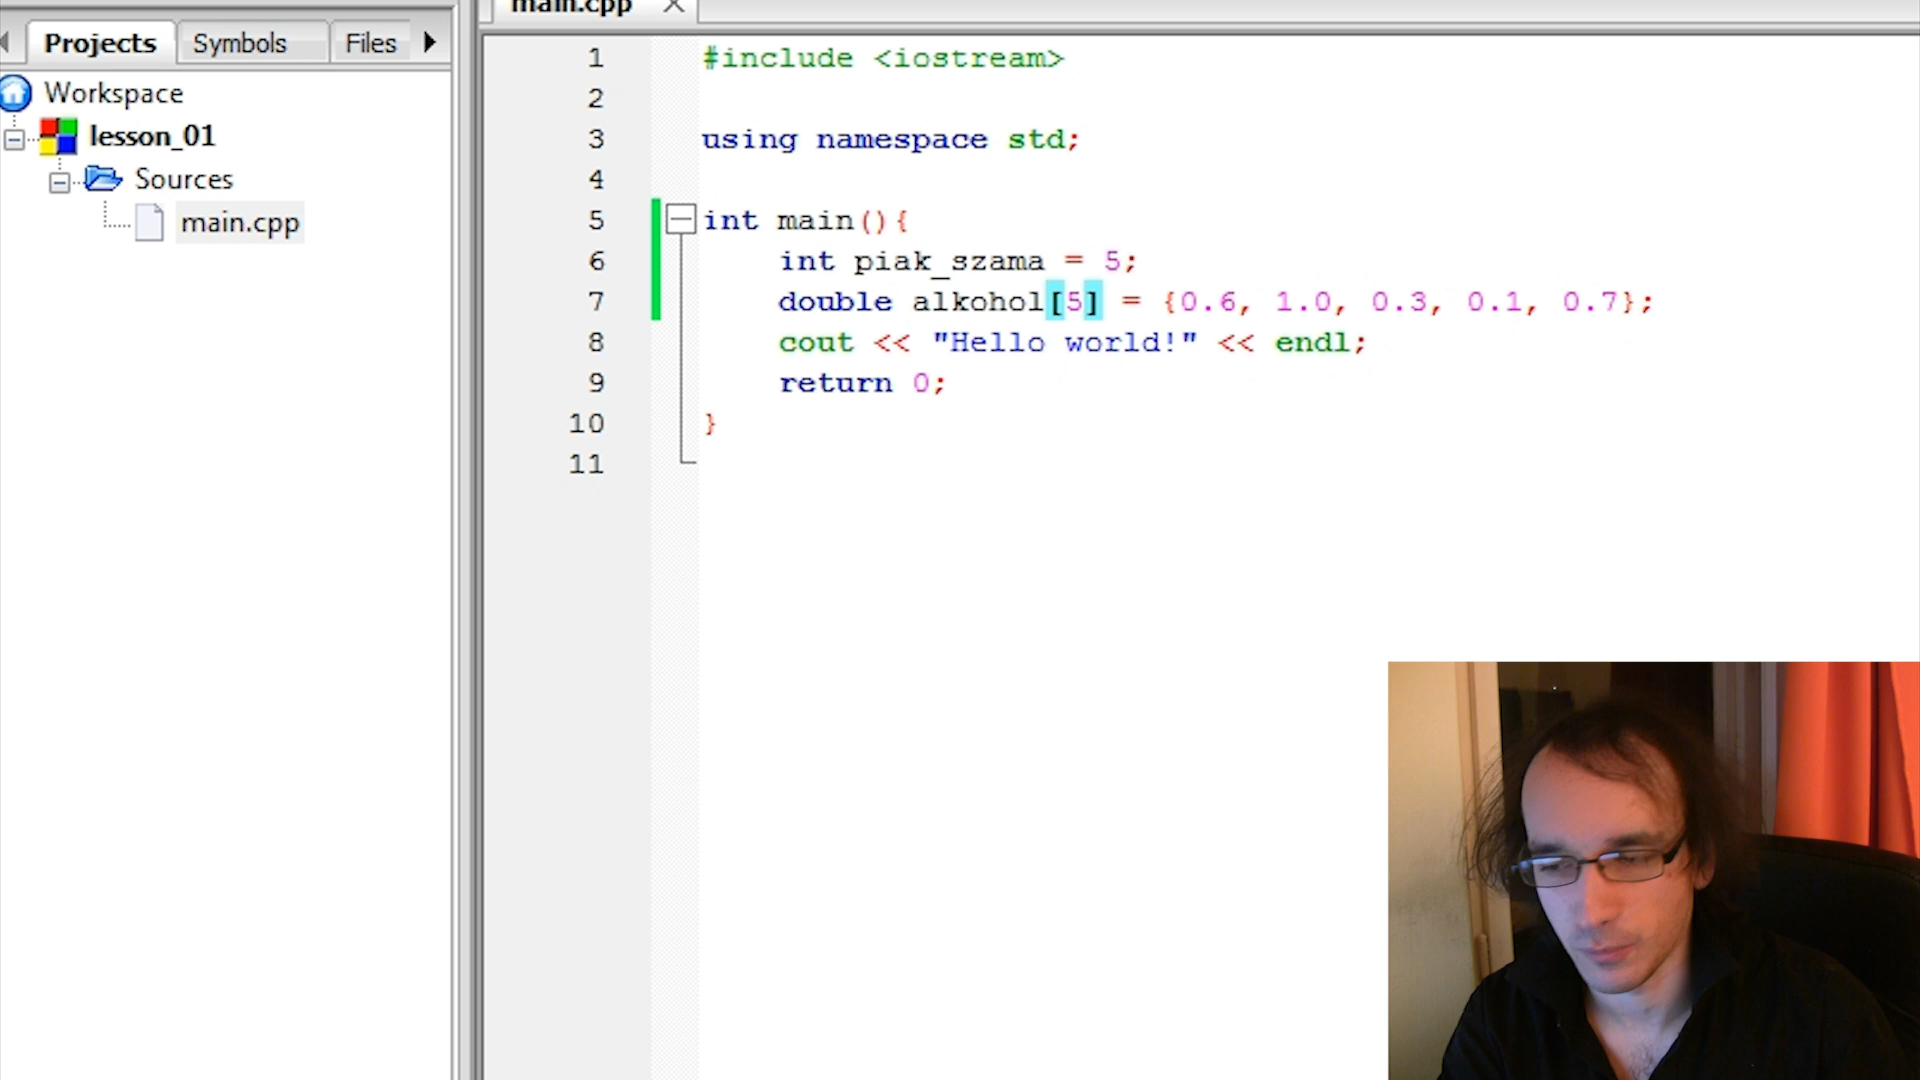 main.cpp
Projects Symbols Files
Workspace
lesson_01
Sources
main.cpp
1 #include <iostream>
2
3 using namespace std;
4
5 int main(){
6 int piak_szama = 5;
7 double alkohol[5] = {0.6, 1.0, 0.3, 0.1, 0.7};
8 cout << "Hello world!" << endl;
9 return 0;
10 }
11